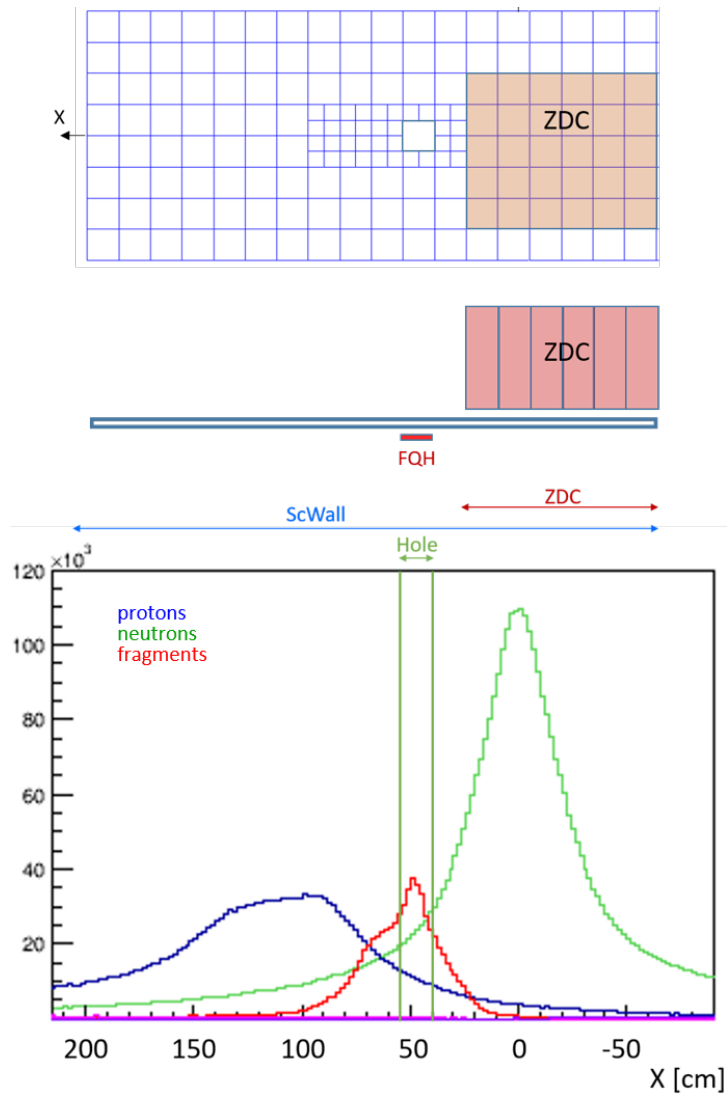 X
ZDC
ZDC
FQH
ZDC
ScWall
Hole
×10³
120
100
80
60
40
20
protons
neutrons
fragments
200 150 100 50 0 -50
X [cm]